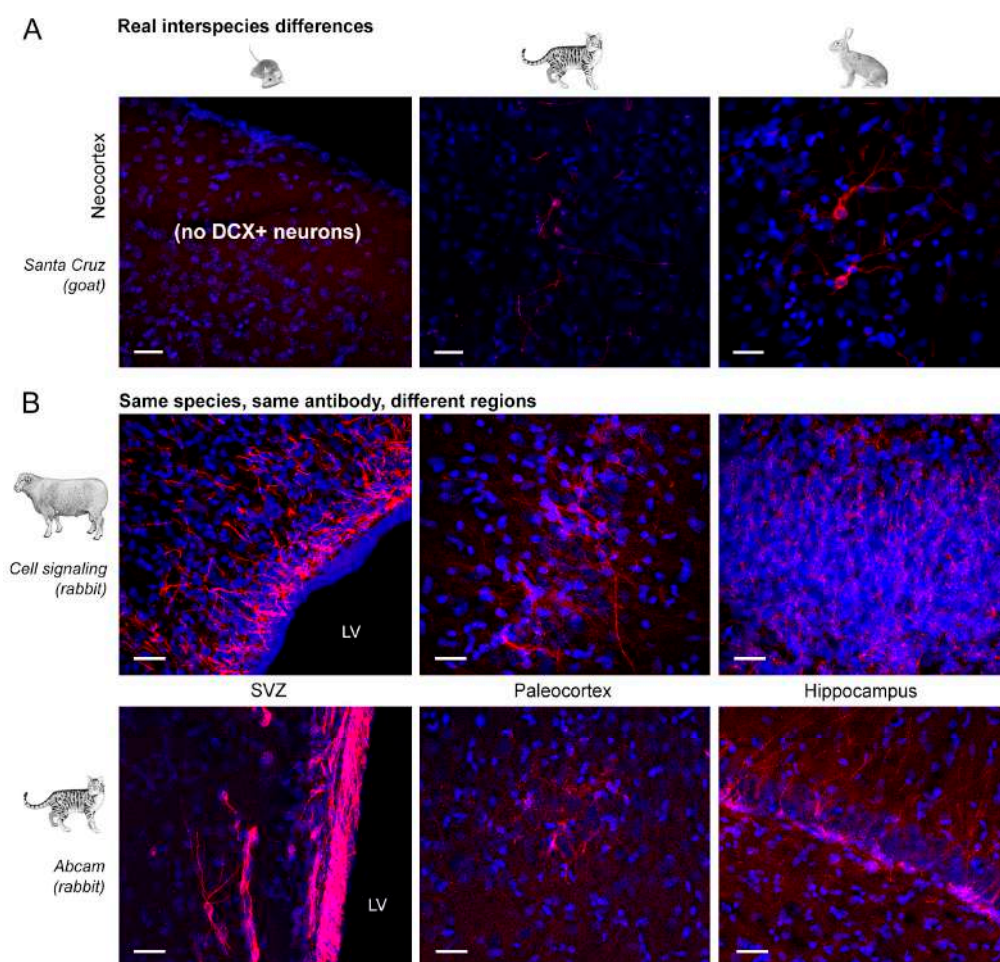 A
Real interspecies differences
Neocortex
Santa Cruz
(goat)
(no DCX+ neurons)
B
Same species, same antibody, different regions
Cell signaling
(rabbit)
LV
SVZ
Paleocortex
Hippocampus
Abcam
(rabbit)
LV